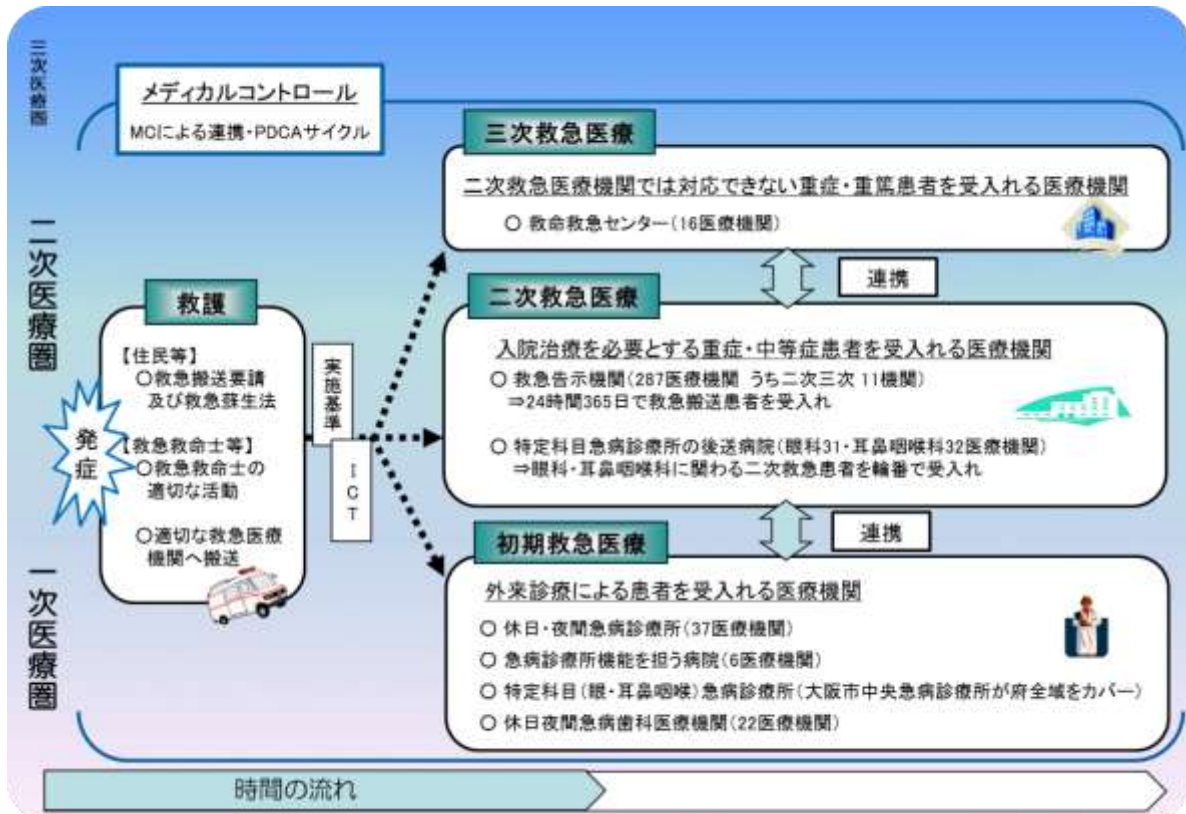 三次医療圏
メディカルコントロール
MCによる連携・PDCAサイクル
三次救急医療
二次救急医療機関では対応できない重症・重篤患者を受入れる医療機関
○ 救命救急センター(16医療機関)
連携
二次医療圏
救護
【住民等】
○救急搬送要請
及び救急蘇生法
【救急救命士等】
○救急救命士の
適切な活動
○適切な救急医療
機関へ搬送
発症
実施基準
ICT
二次救急医療
入院治療を必要とする重症・中等症患者を受入れる医療機関
○ 救急告示機関(287医療機関 うち二次三次 11機関)
⇒24時間365日で救急搬送患者を受入れ
○ 特定科目急病診療所の後送病院(眼科31・耳鼻咽喉科32医療機関)
⇒眼科・耳鼻咽喉科に関わる二次救急患者を輪番で受入れ
連携
一次医療圏
初期救急医療
外来診療による患者を受入れる医療機関
○ 休日・夜間急病診療所(37医療機関)
○ 急病診療所機能を担う病院(6医療機関)
○ 特定科目(眼・耳鼻咽喉)急病診療所(大阪市中央急病診療所が府全域をカバー)
○ 休日夜間急病歯科医療機関(22医療機関)
時間の流れ